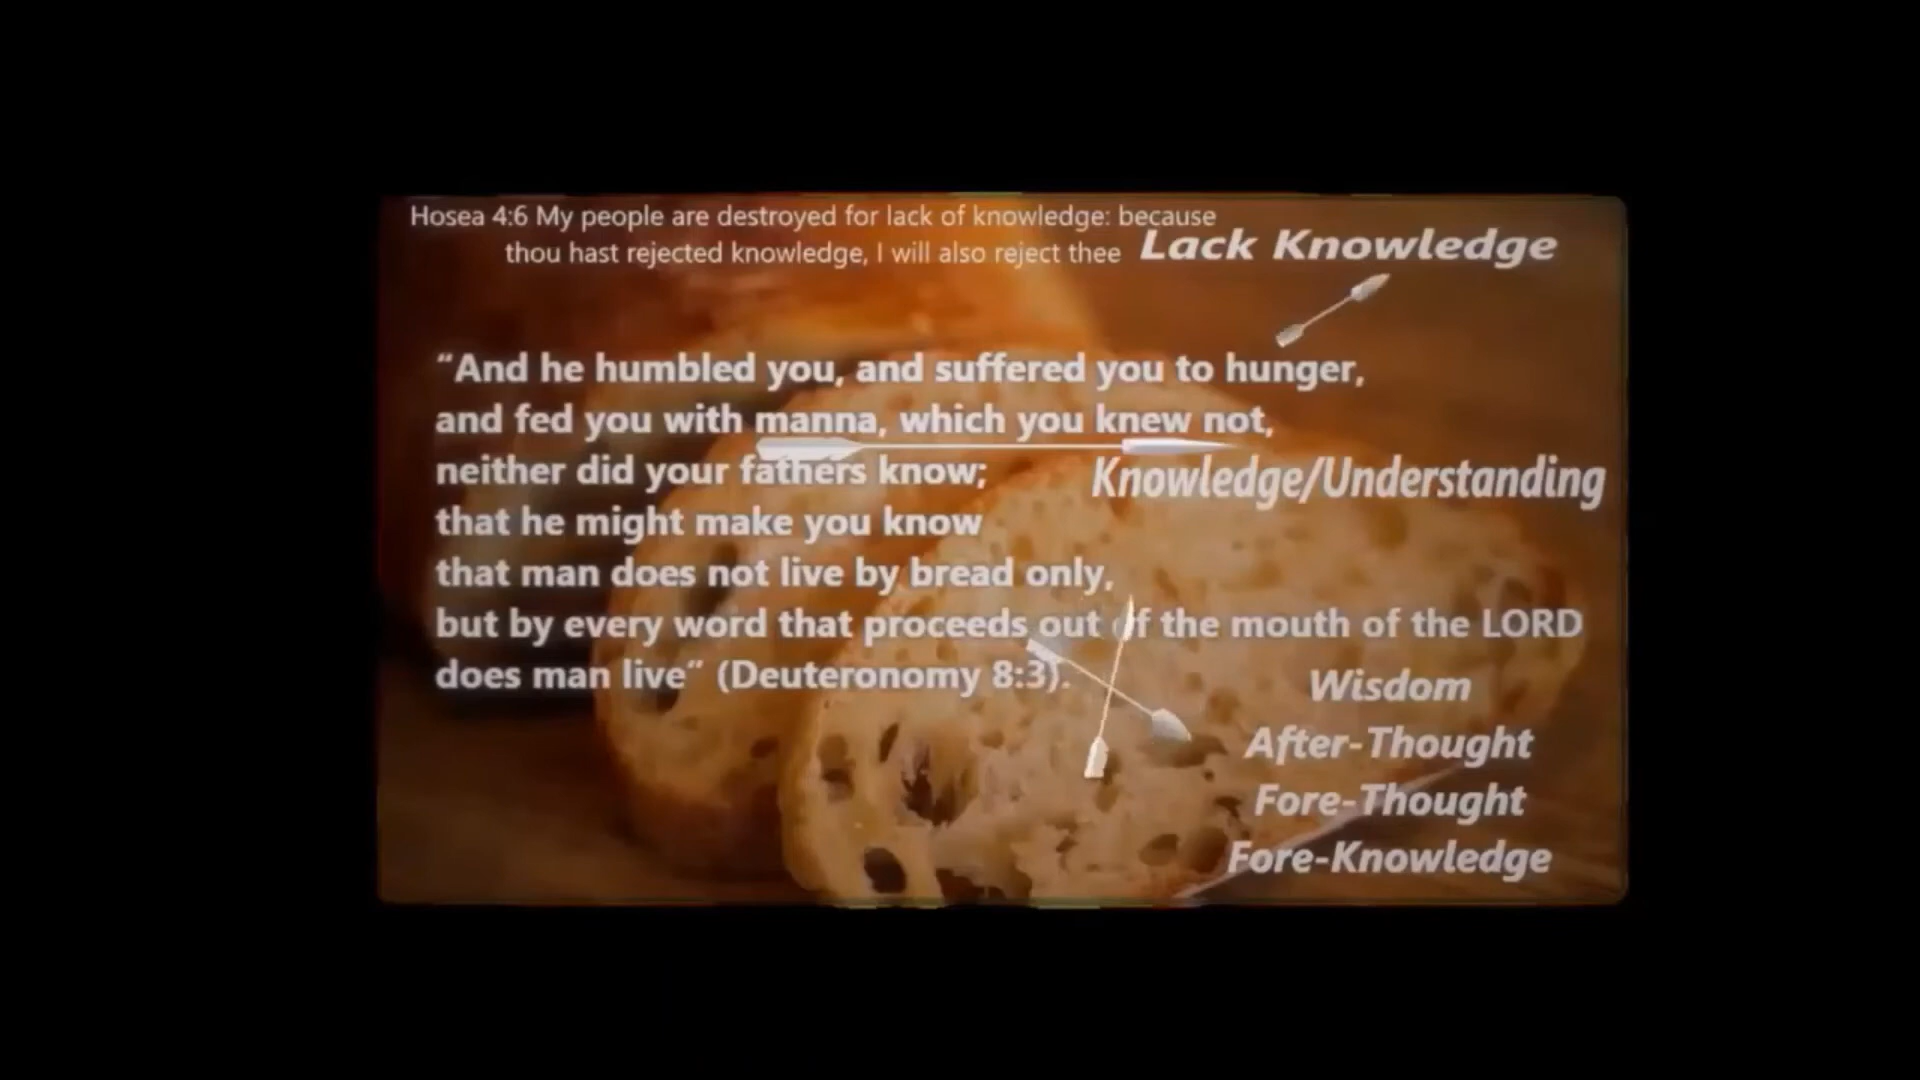 Hosea 4:6 My people are destroyed for lack of knowledge: because
thou hast rejected knowledge, I will also reject thee
Lack Knowledge
“And he humbled you, and suffered you to hunger,
and fed you with manna, which you knew not,
neither did your fathers know;
Knowledge/Understanding
that he might make you know
that man does not live by bread only,
but by every word that proceeds out of the mouth of the LORD
does man live” (Deuteronomy 8:3).
Wisdom
After-Thought
Fore-Thought
Fore-Knowledge